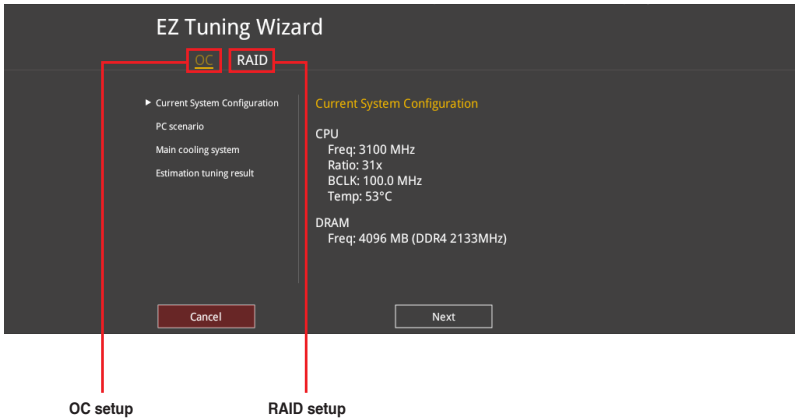 EZ Tuning Wizard
OC RAID
Current System Configuration
PC scenario
Main cooling system
Estimation tuning result
Current System Configuration
CPU
Freq: 3100 MHz
Ratio: 31x
BCLK: 100.0 MHz
Temp: 53°C
DRAM
Freq: 4096 MB (DDR4 2133MHz)
Cancel
Next
OC setup
RAID setup